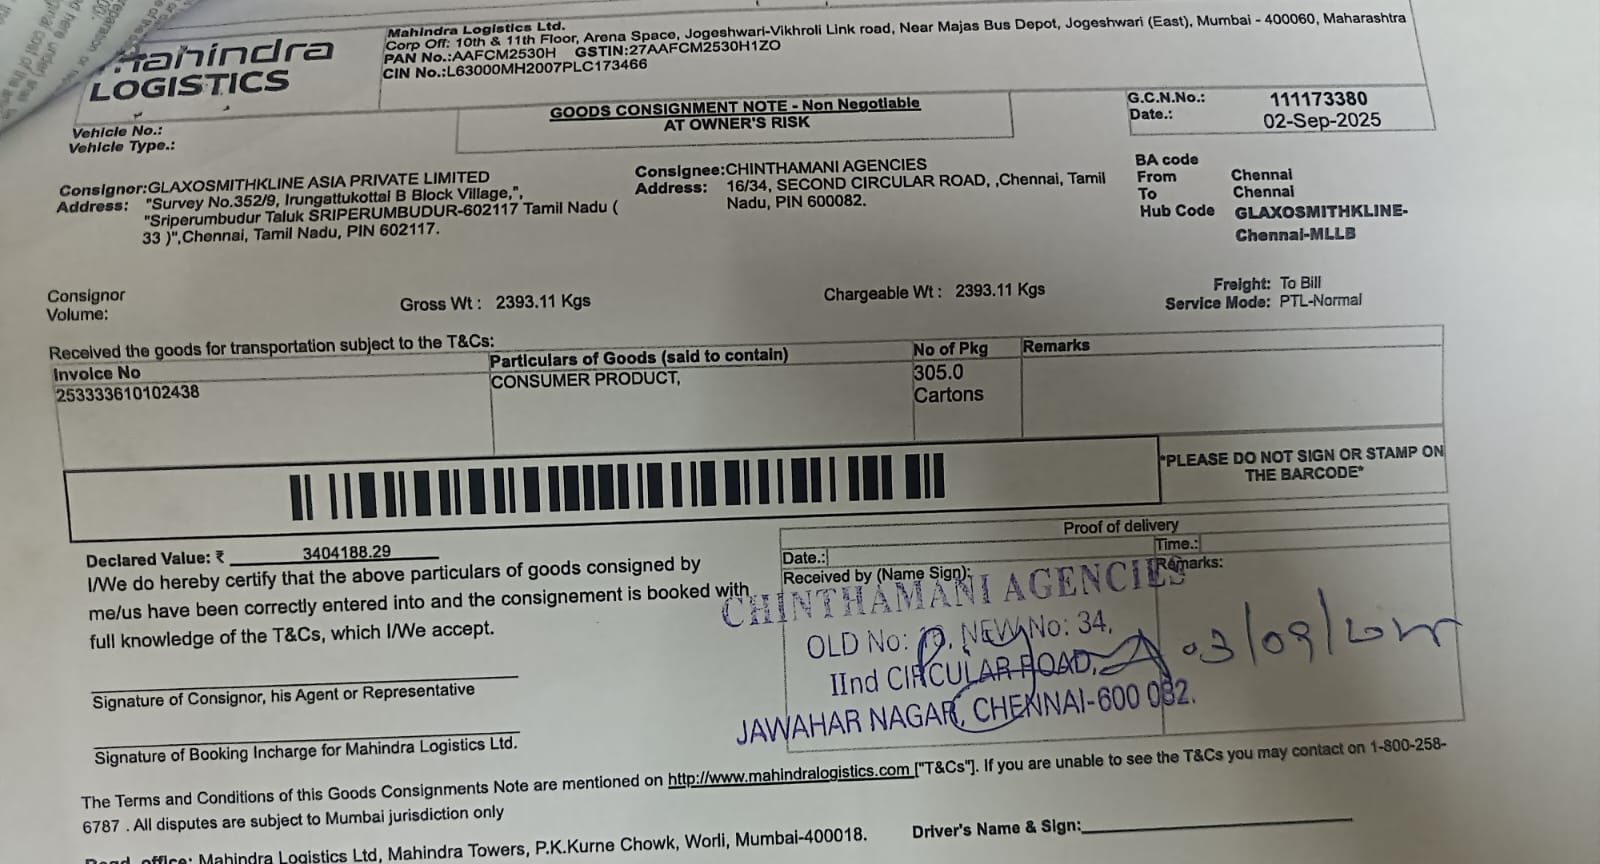 mahindra
LOGISTICS
Mahindra Logistics Ltd.
Corp Off: 10th & 11th Floor, Arena Space, Jogeshwari-Vikhroli Link road, Near Majas Bus Depot, Jogeshwari (East), Mumbai - 400060, Maharashtra
PAN No.:AAFCM2530H GSTIN:27AAFCM2530H1ZO
CIN No.:L63000MH2007PLC173466
GOODS CONSIGNMENT NOTE - Non Negotiable
AT OWNER'S RISK
G.C.N.No.: 111173380
Date.: 02-Sep-2025
Vehicle No.:
Vehicle Type.:
Consignor:GLAXOSMITHKLINE ASIA PRIVATE LIMITED
Address: "Survey No.352/9, Irungattukottai B Block Village,",
"Sriperumbudur Taluk SRIPERUMBUDUR-602117 Tamil Nadu (
33 )",Chennai, Tamil Nadu, PIN 602117.
Consignee:CHINTHAMANI AGENCIES
Address: 16/34, SECOND CIRCULAR ROAD, ,Chennai, Tamil
Nadu, PIN 600082.
BA code
From Chennai
To Chennai
Hub Code GLAXOSMITHKLINE-
Chennai-MLLB
Consignor
Volume:
Gross Wt : 2393.11 Kgs
Chargeable Wt : 2393.11 Kgs
Freight: To Bill
Service Mode: PTL-Normal
Received the goods for transportation subject to the T&Cs:
Invoice No
Particulars of Goods (said to contain)
No of Pkg
Remarks
253333610102438
CONSUMER PRODUCT,
305.0
Cartons
*PLEASE DO NOT SIGN OR STAMP ON
THE BARCODE*
Declared Value: ₹ 3404188.29
I/We do hereby certify that the above particulars of goods consigned by
me/us have been correctly entered into and the consignement is booked with
full knowledge of the T&Cs, which I/We accept.
Proof of delivery
Date.:
Time.:
Received by (Name Sign):
Remarks:
CHINTHAMANI AGENCIES
OLD No: NEW No: 34,
IInd CIRCULAR ROAD,
JAWAHAR NAGAR, CHENNAI-600 082.
03/09/2025
Signature of Consignor, his Agent or Representative
Signature of Booking Incharge for Mahindra Logistics Ltd.
The Terms and Conditions of this Goods Consignments Note are mentioned on http://www.mahindralogistics.com ["T&Cs"]. If you are unable to see the T&Cs you may contact on 1-800-258-
6787 . All disputes are subject to Mumbai jurisdiction only
office: Mahindra Logistics Ltd, Mahindra Towers, P.K.Kurne Chowk, Worli, Mumbai-400018.
Driver's Name & Sign: